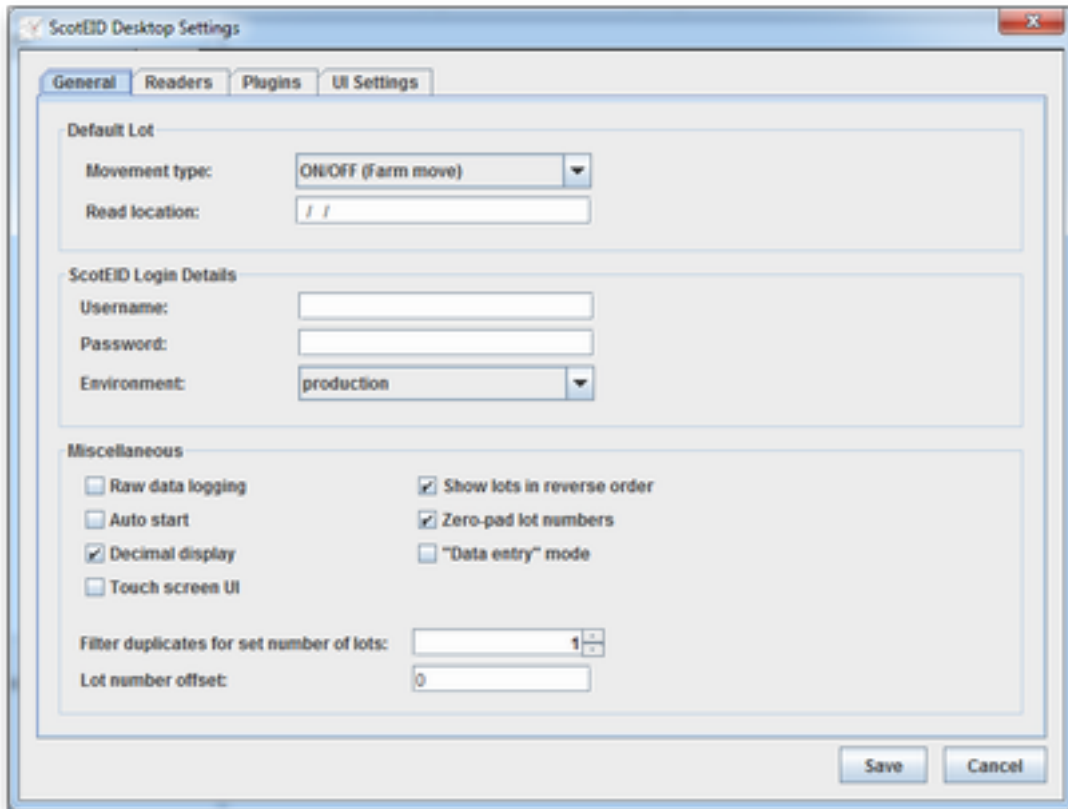 ScotEID Desktop Settings
General Readers Plugins UI Settings
Default Lot
Movement type: ON/OFF (Farm move)
Read location: / /
ScotEID Login Details
Username:
Password:
Environment: production
Miscellaneous
Raw data logging Show lots in reverse order
Auto start Zero-pad lot numbers
Decimal display "Data entry" mode
Touch screen UI
Filter duplicates for set number of lots: 1
Lot number offset: 0
Save Cancel